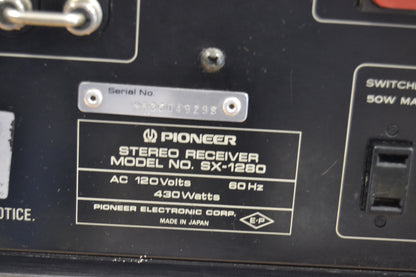 Serial No.
SWITCHE
50W MA
PIONEER
STEREO RECEIVER
MODEL NO. SX-1280
AC 120Volts 60Hz
430Watts
PIONEER ELECTRONIC CORP.
MADE IN JAPAN
E-P
OTICE.